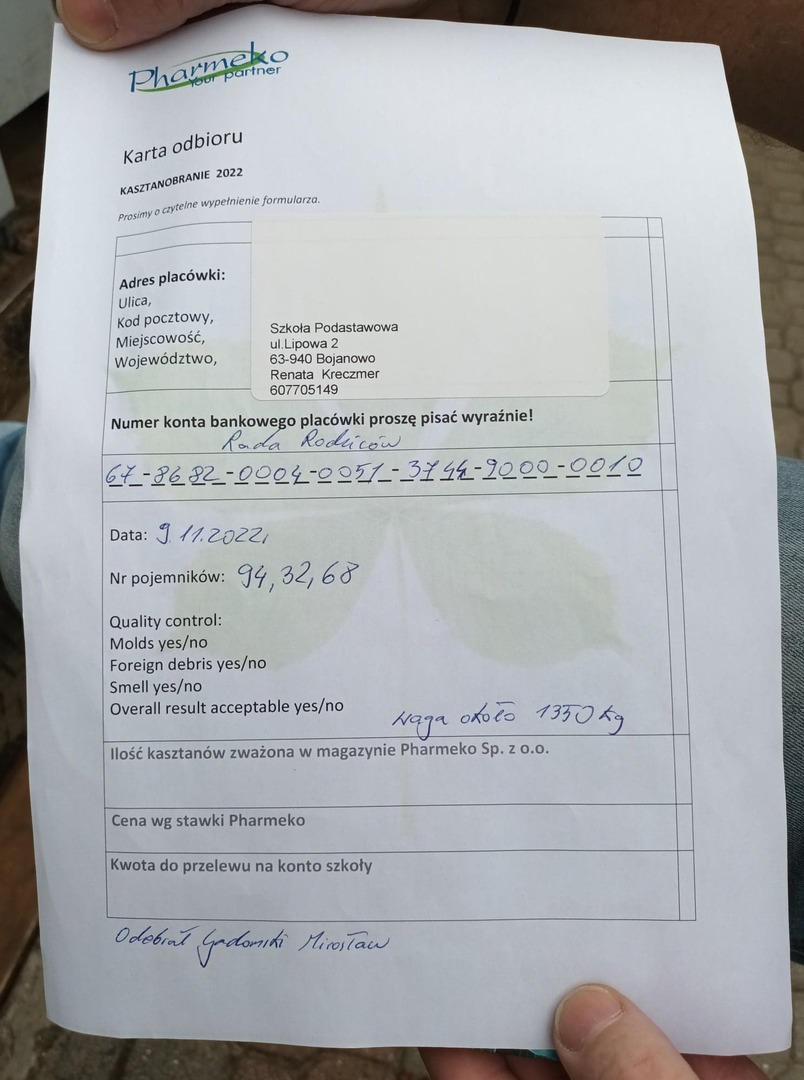 Pharmeko
Your partner
Karta odbioru
KASZTANOBRANIE 2022
Prosimy o czytelne wypełnienie formularza.
Adres placówki:
Ulica,
Kod pocztowy,
Miejscowość,
Województwo,
Szkoła Podastawowa
ul.Lipowa 2
63-940 Bojanowo
Renata Kreczmer
607705149
Numer konta bankowego placówki proszę pisać wyraźnie!
Rada Rodziców
67-8682-0004-0051-3744-9000-0010
Data: 9.11.2022r
Nr pojemników: 94,32,68
Quality control:
Molds yes/no
Foreign debris yes/no
Smell yes/no
Overall result acceptable yes/no
waga około 1350 kg
Ilość kasztanów zważona w magazynie Pharmeko Sp. z o.o.
Cena wg stawki Pharmeko
Kwota do przelewu na konto szkoły
Odebrał Gadomski Mirosław